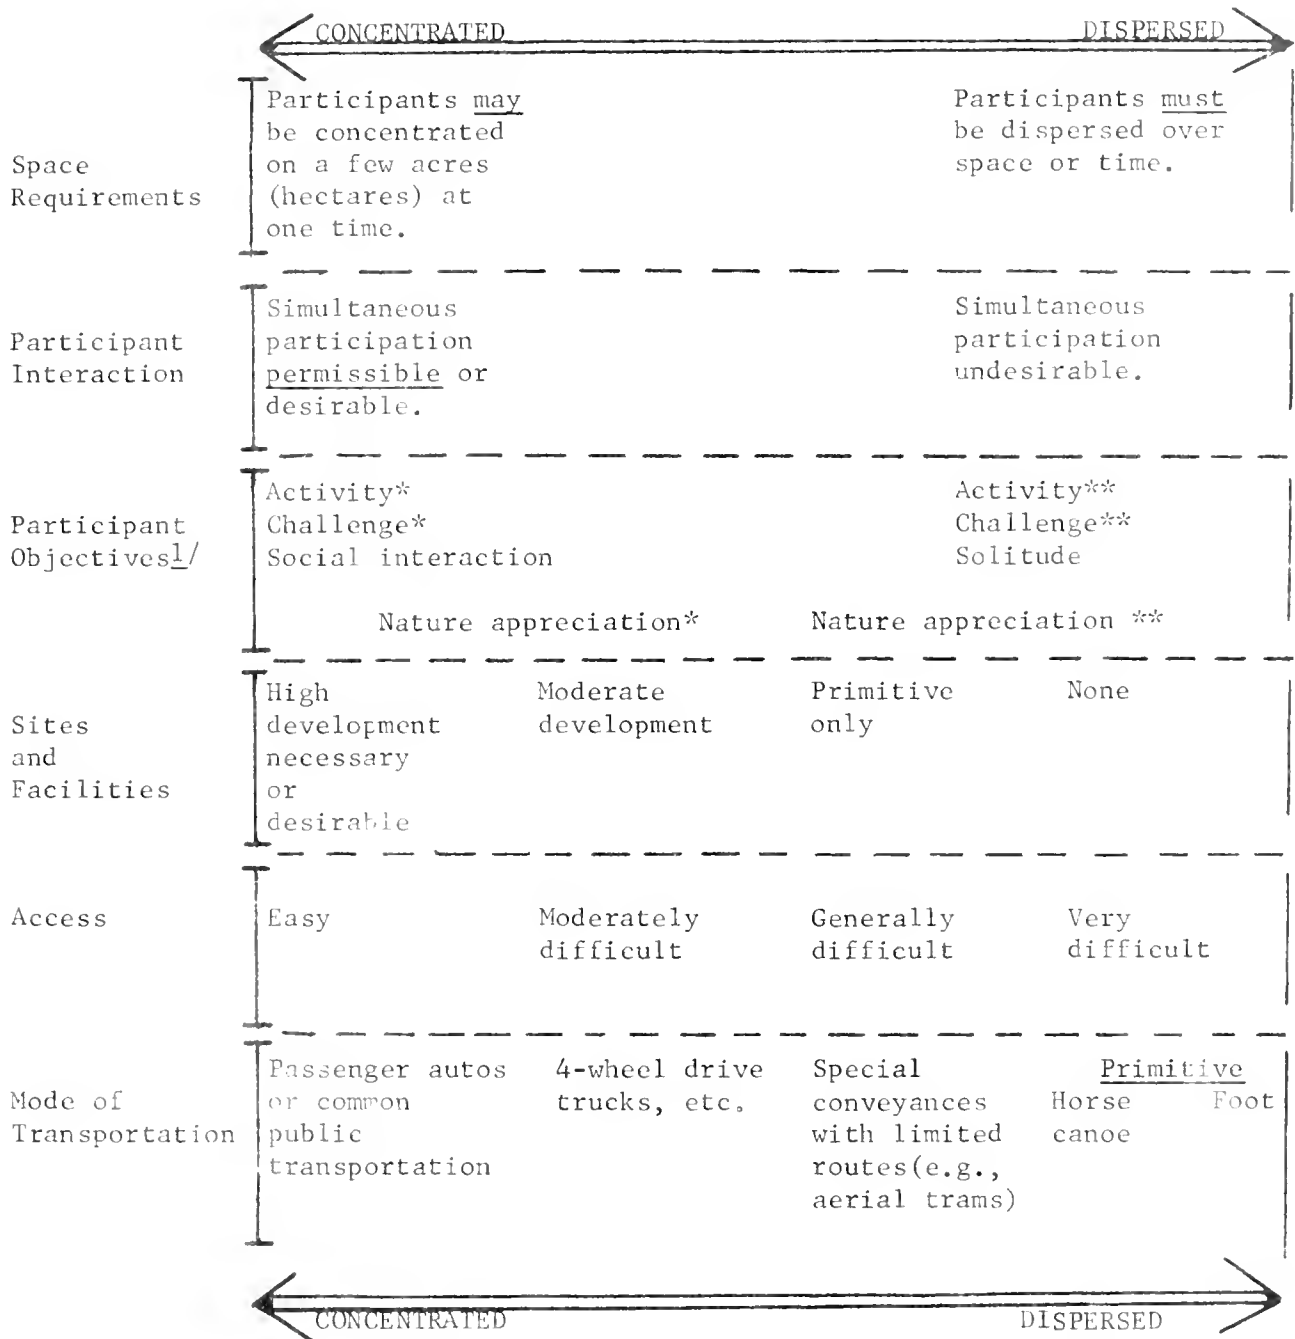 CONCENTRATED DISPERSED
Participants may Participants must
be concentrated be dispersed over
Space on a few acres space or time.
Requirements (hectares) at
one time.
Simultaneous Simultaneous
Participant participation participation
Interaction permissible or undesirable.
desirable.
Activity* Activity**
Participant Challenge* Challenge**
Objectives1/ Social interaction Solitude
Nature appreciation* Nature appreciation **
High Moderate Primitive None
Sites development development only
and necessary
Facilities or
desirable
Access Easy Moderately Generally Very
difficult difficult difficult
Passenger autos 4-wheel drive Special Primitive
Mode of or common trucks, etc. conveyances Horse Foot
Transportation public with limited canoe
transportation routes(e.g.,
aerial trams)
CONCENTRATED DISPERSED